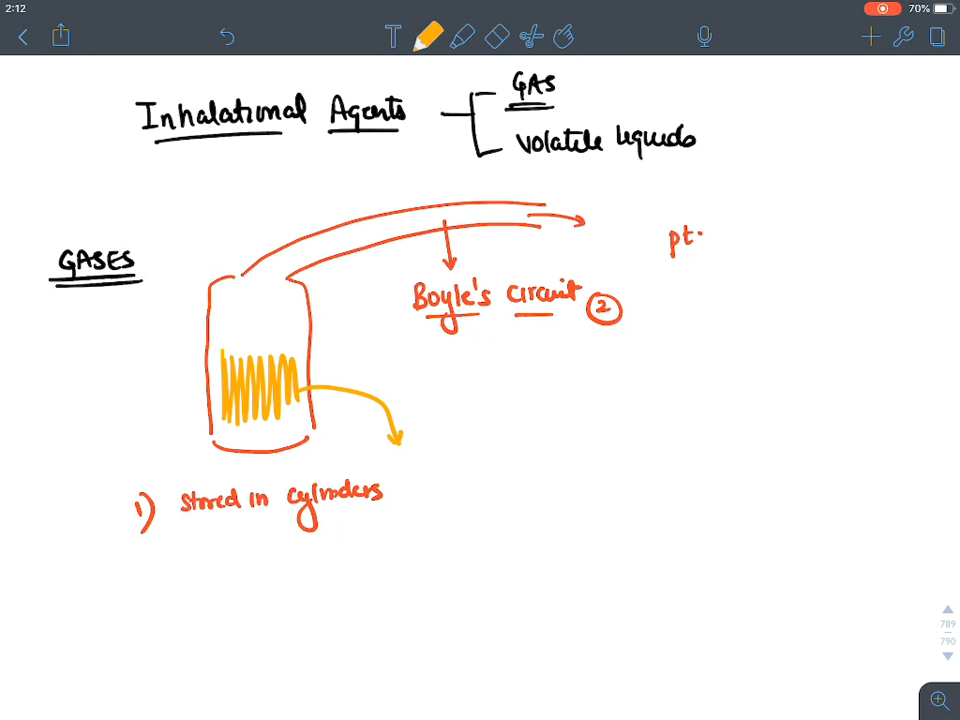 2:12
70%
T
GAS
Inhalational Agents
volatile liquids
GASES
pt.
Boyle's circuit 2
1) Stored in cylinders
789
790